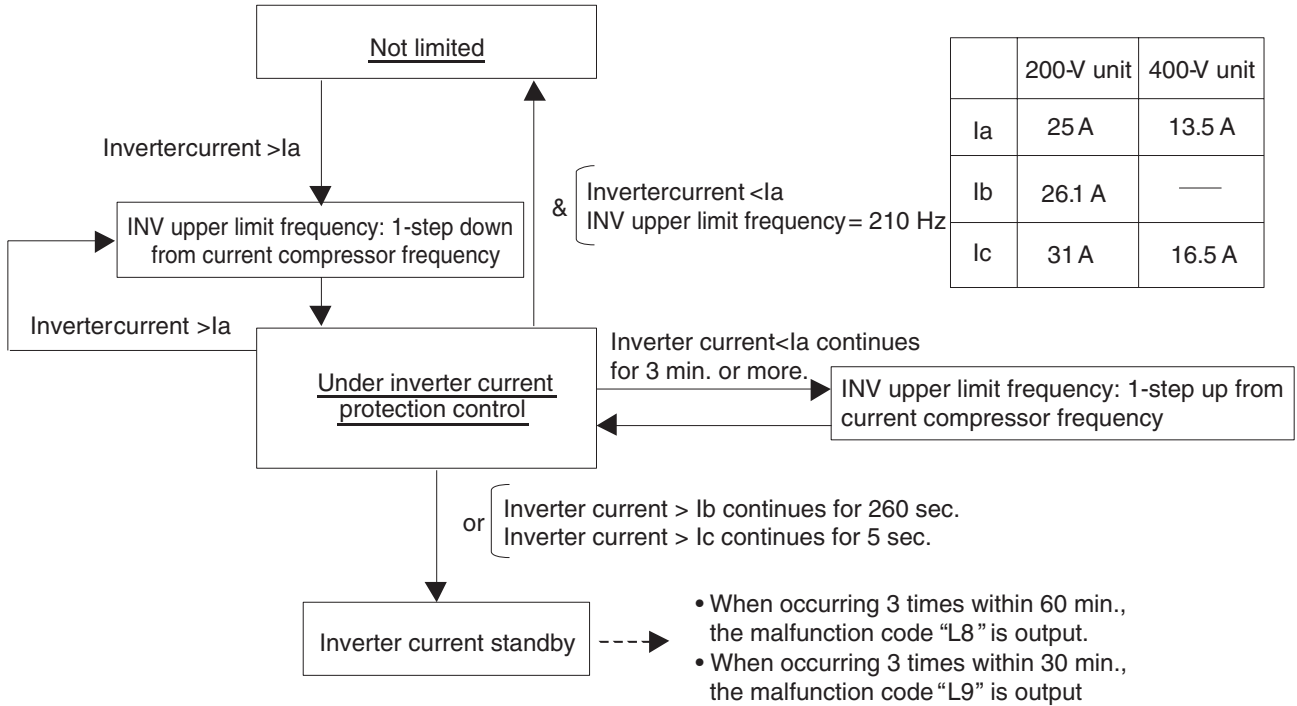 Not limited
Invertercurrent >Ia
& Invertercurrent <Ia
INV upper limit frequency = 210 Hz
INV upper limit frequency: 1-step down
from current compressor frequency
Invertercurrent >Ia
Under inverter current
protection control
Inverter current<Ia continues
for 3 min. or more.
INV upper limit frequency: 1-step up from
current compressor frequency
or Inverter current > Ib continues for 260 sec.
Inverter current > Ic continues for 5 sec.
Inverter current standby
• When occurring 3 times within 60 min.,
the malfunction code “L8” is output.
• When occurring 3 times within 30 min.,
the malfunction code “L9” is output
200-V unit 400-V unit
Ia 25 A 13.5 A
Ib 26.1 A —
Ic 31 A 16.5 A